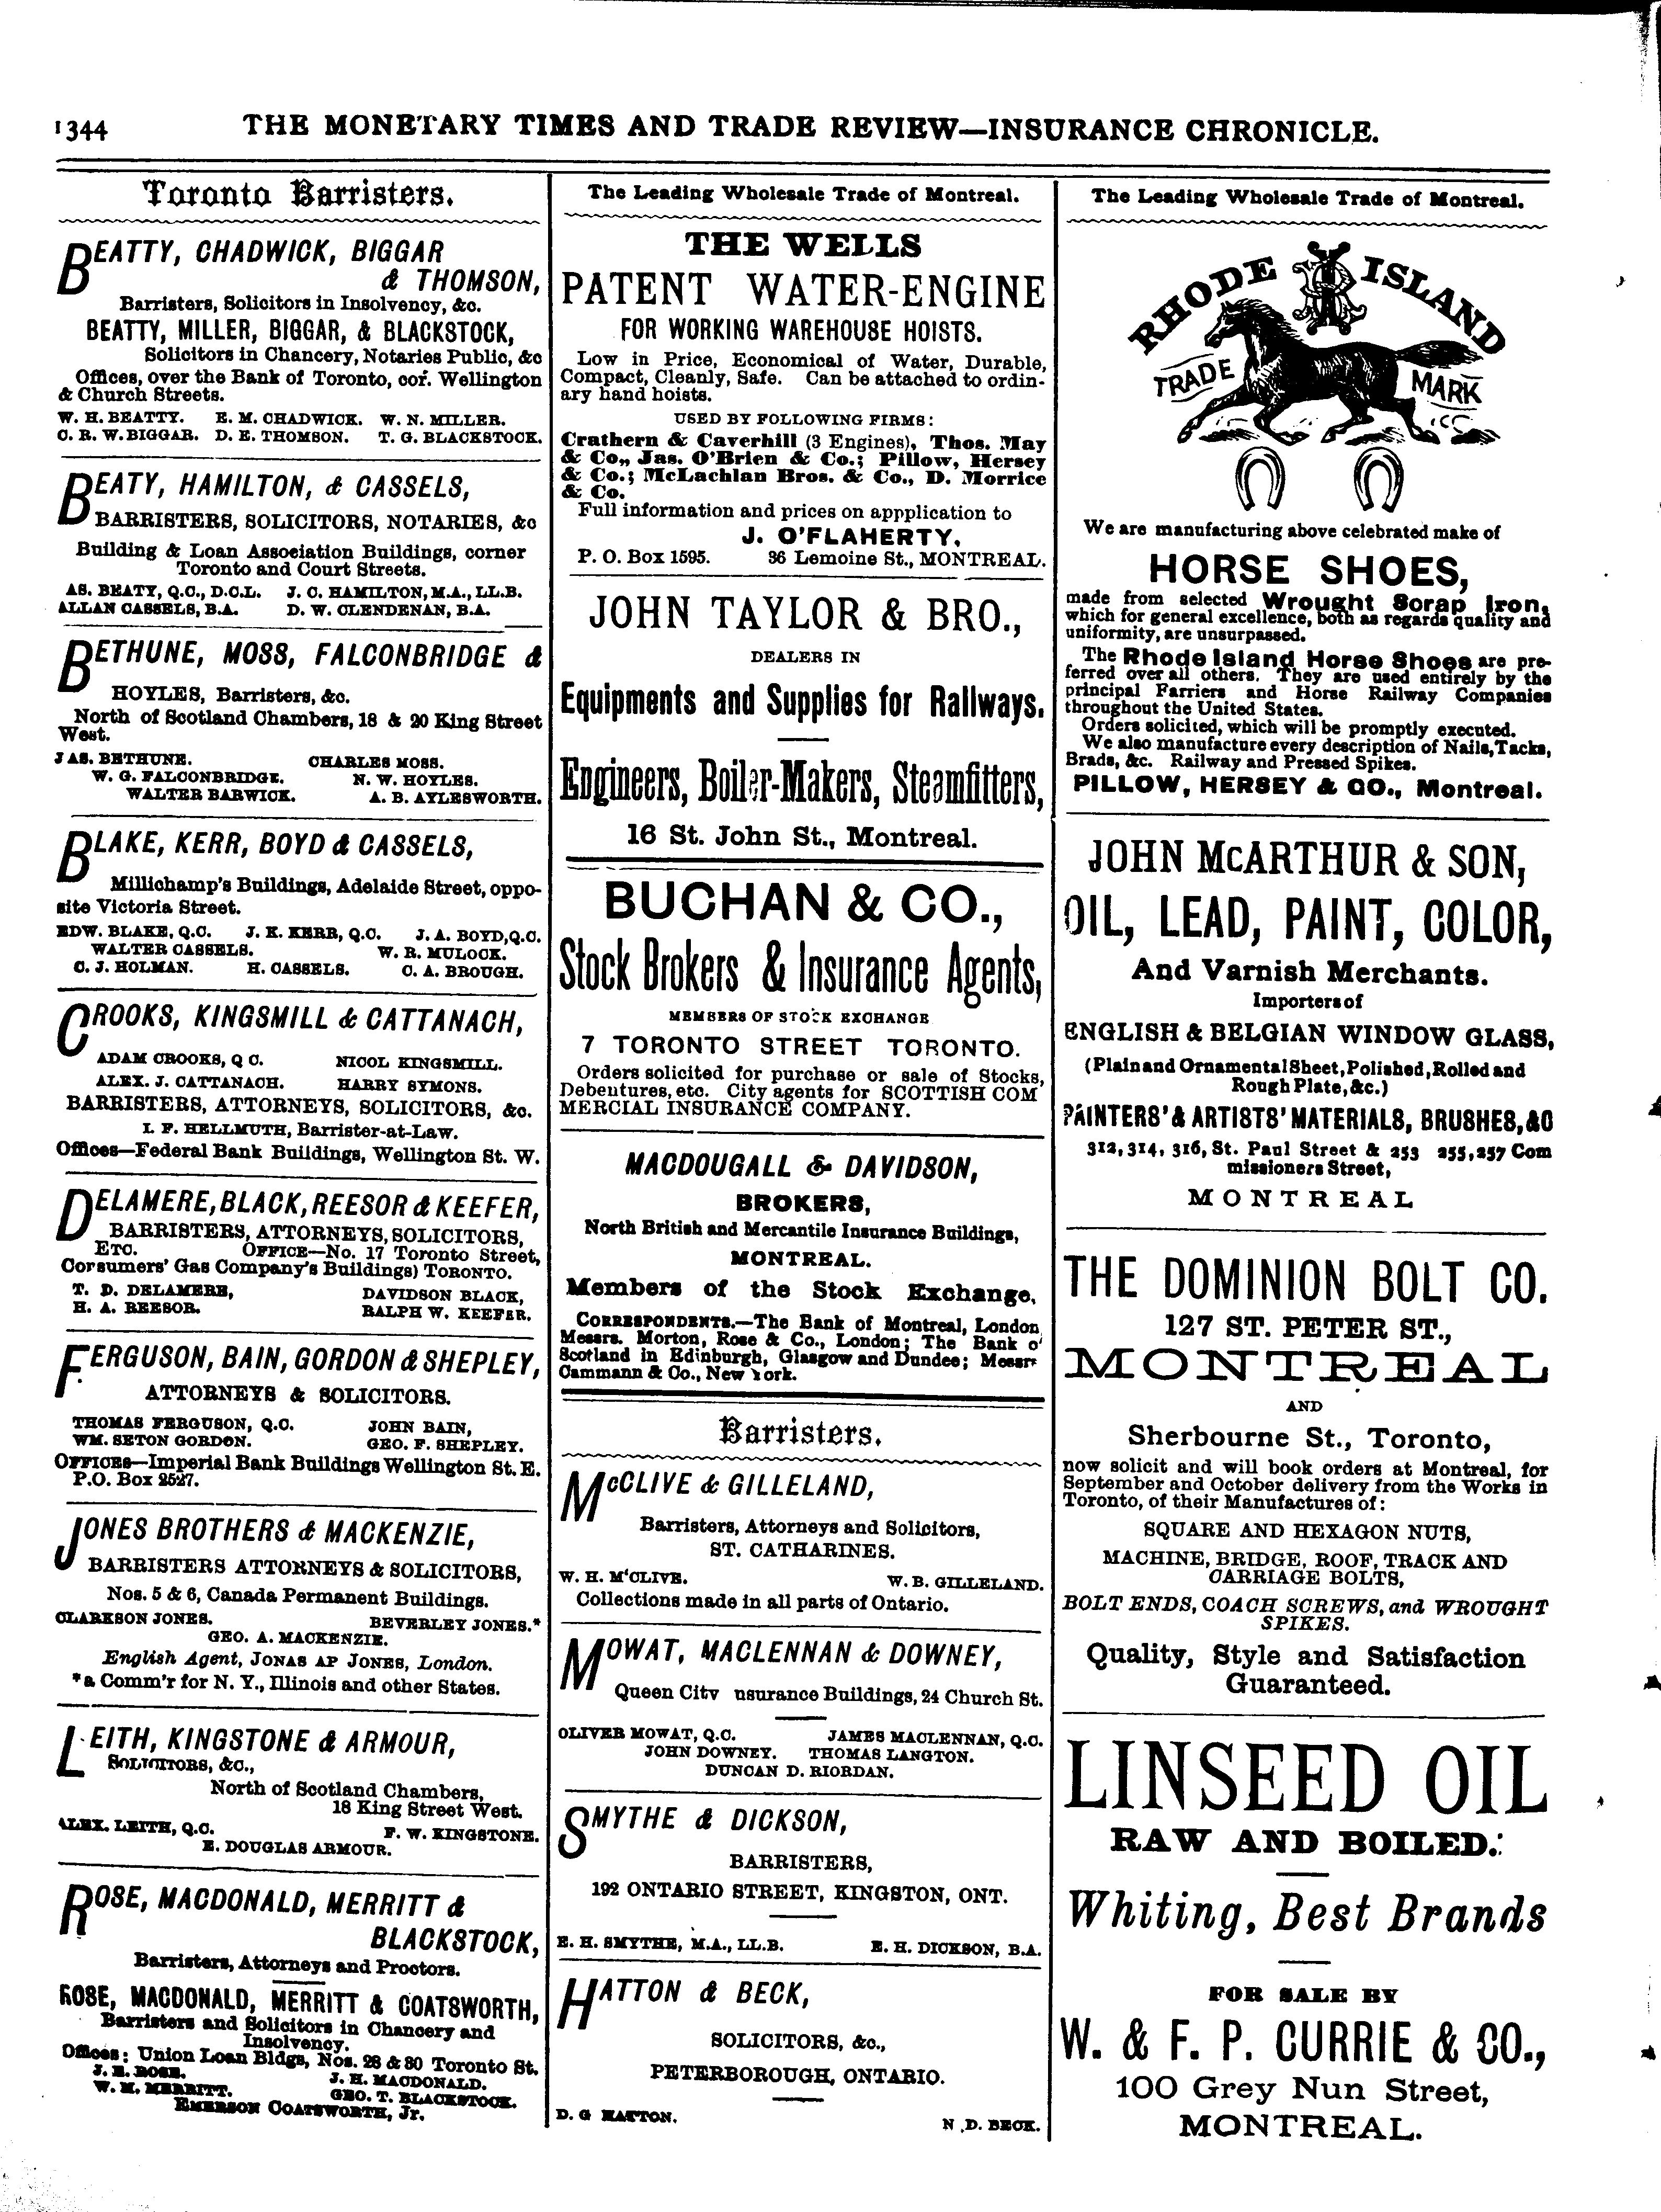 1344
THE MONETARY TIMES AND TRADE REVIEW—INSURANCE CHRONICLE.
Toronto Barristers.
BEATTY, CHADWICK, BIGGAR
& THOMSON,
Barristers, Solicitors in Insolvency, &c.
BEATTY, MILLER, BIGGAR, & BLACKSTOCK,
Solicitors in Chancery, Notaries Public, &c
Offices, over the Bank of Toronto, cor. Wellington
& Church Streets.
W. H. BEATTY. E. M. CHADWICK. W. N. MILLER.
C. R. W. BIGGAR. D. E. THOMSON. T. G. BLACKSTOCK.
BEATY, HAMILTON, & CASSELS,
BARRISTERS, SOLICITORS, NOTARIES, &c
Building & Loan Association Buildings, corner
Toronto and Court Streets.
AS. BEATY, Q.C., D.C.L. J. C. HAMILTON, M.A., LL.B.
ALLAN CASSELS, B.A. D. W. CLENDENAN, B.A.
BETHUNE, MOSS, FALCONBRIDGE &
HOYLES, Barristers, &c.
North of Scotland Chambers, 18 & 20 King Street
West.
JAS. BETHUNE. CHARLES MOSS.
W. G. FALCONBRIDGE. N. W. HOYLES.
WALTER BARWICK. A. B. AYLESWORTH.
BLAKE, KERR, BOYD & CASSELS,
Millichamp's Buildings, Adelaide Street, oppo-
site Victoria Street.
EDW. BLAKE, Q.C. J. K. KERR, Q.C. J. A. BOYD, Q.C.
WALTER CASSELS. W. R. MULOCK.
C. J. HOLMAN. H. CASSELS. C. A. BROUGH.
CROOKS, KINGSMILL & CATTANACH,
ADAM CROOKS, Q C. NICOL KINGSMILL.
ALEX. J. CATTANACH. HARRY SYMONS.
BARRISTERS, ATTORNEYS, SOLICITORS, &c.
I. F. HELLMUTH, Barrister-at-Law.
Offices—Federal Bank Buildings, Wellington St. W.
DELAMERE, BLACK, REESOR & KEEFER,
BARRISTERS, ATTORNEYS, SOLICITORS,
ETC. OFFICE—No. 17 Toronto Street,
Corsumers' Gas Company's Buildings) TORONTO.
T. D. DELAMERE, DAVIDSON BLACK,
H. A. REESOR. RALPH W. KEEFER.
FERGUSON, BAIN, GORDON & SHEPLEY,
ATTORNEYS & SOLICITORS.
THOMAS FERGUSON, Q.C. JOHN BAIN,
WM. SETON GORDON. GEO. F. SHEPLEY.
OFFICES—Imperial Bank Buildings Wellington St. E.
P.O. Box 2527.
JONES BROTHERS & MACKENZIE,
BARRISTERS ATTORNEYS & SOLICITORS,
Nos. 5 & 6, Canada Permanent Buildings.
CLARKSON JONES. BEVERLEY JONES.*
GEO. A. MACKENZIE.
English Agent, JONAS AP JONES, London.
*a Comm'r for N. Y., Illinois and other States.
LEITH, KINGSTONE & ARMOUR,
SOLICITORS, &c.,
North of Scotland Chambers,
18 King Street West.
ALEX. LEITH, Q.C. F. W. KINGSTONE.
E. DOUGLAS ARMOUR.
ROSE, MACDONALD, MERRITT &
BLACKSTOCK,
Barristers, Attorneys and Proctors.
ROSE, MACDONALD, MERRITT & COATSWORTH,
Barristers and Solicitors in Chancery and
Insolvency.
Offices: Union Loan Bldgs, Nos. 28 & 30 Toronto St.
J. E. ROSE. J. H. MACDONALD.
W. M. MERRITT. GEO. T. BLACKSTOCK.
EMERSON COATSWORTH, Jr.
The Leading Wholesale Trade of Montreal.
THE WELLS
PATENT WATER-ENGINE
FOR WORKING WAREHOUSE HOISTS.
Low in Price, Economical of Water, Durable,
Compact, Cleanly, Safe. Can be attached to ordin-
ary hand hoists.
USED BY FOLLOWING FIRMS:
Crathern & Caverhill (3 Engines), Thos. May
& Co., Jas. O'Brien & Co.; Pillow, Hersey
& Co.; McLachlan Bros. & Co., D. Morrice
& Co.
Full information and prices on appplication to
J. O'FLAHERTY,
P. O. Box 1595. 36 Lemoine St., MONTREAL.
JOHN TAYLOR & BRO.,
DEALERS IN
Equipments and Supplies for Railways.
Engineers, Boiler-Makers, Steamfitters,
16 St. John St., Montreal.
BUCHAN & CO.,
Stock Brokers & Insurance Agents,
MEMBERS OF STOCK EXCHANGE
7 TORONTO STREET TORONTO.
Orders solicited for purchase or sale of Stocks,
Debentures, etc. City agents for SCOTTISH COM
MERCIAL INSURANCE COMPANY.
MACDOUGALL & DAVIDSON,
BROKERS,
North British and Mercantile Insurance Buildings,
MONTREAL.
Members of the Stock Exchange,
CORRESPONDENTS.—The Bank of Montreal, London
Messrs. Morton, Rose & Co., London; The Bank o'
Scotland in Edinburgh, Glasgow and Dundee; Messrs
Cammann & Co., New York.
Barristers.
McCLIVE & GILLELAND,
Barristers, Attorneys and Solicitors,
ST. CATHARINES.
W. H. M'CLIVE. W. B. GILLELAND.
Collections made in all parts of Ontario.
MOWAT, MACLENNAN & DOWNEY,
Queen City nsurance Buildings, 24 Church St.
OLIVER MOWAT, Q.C. JAMES MACLENNAN, Q.C.
JOHN DOWNEY. THOMAS LANGTON.
DUNCAN D. RIORDAN.
SMYTHE & DICKSON,
BARRISTERS,
192 ONTARIO STREET, KINGSTON, ONT.
E. H. SMYTHE, M.A., LL.B. E. H. DICKSON, B.A.
HATTON & BECK,
SOLICITORS, &c.,
PETERBOROUGH, ONTARIO.
D. G HATTON. N. D. BECK.
The Leading Wholesale Trade of Montreal.
RHODE ISLAND
TRADE MARK
We are manufacturing above celebrated make of
HORSE SHOES,
made from selected Wrought Scrap Iron,
which for general excellence, both as regards quality and
uniformity, are unsurpassed.
The Rhode Island Horse Shoes are pre-
ferred over all others. They are used entirely by the
principal Farriers and Horse Railway Companies
throughout the United States.
Orders solicited, which will be promptly executed.
We also manufacture every description of Nails, Tacks,
Brads, &c. Railway and Pressed Spikes.
PILLOW, HERSEY & CO., Montreal.
JOHN McARTHUR & SON,
OIL, LEAD, PAINT, COLOR,
And Varnish Merchants.
Importers of
ENGLISH & BELGIAN WINDOW GLASS,
(Plain and Ornamental Sheet, Polished, Rolled and
Rough Plate, &c.)
PAINTERS' & ARTISTS' MATERIALS, BRUSHES, &C
312, 314, 316, St. Paul Street & 253 255, 257 Com
missioners Street,
MONTREAL
THE DOMINION BOLT CO.
127 ST. PETER ST.,
MONTREAL
AND
Sherbourne St., Toronto,
now solicit and will book orders at Montreal, for
September and October delivery from the Works in
Toronto, of their Manufactures of:
SQUARE AND HEXAGON NUTS,
MACHINE, BRIDGE, ROOF, TRACK AND
CARRIAGE BOLTS,
BOLT ENDS, COACH SCREWS, and WROUGHT
SPIKES.
Quality, Style and Satisfaction
Guaranteed.
LINSEED OIL
RAW AND BOILED.
Whiting, Best Brands
FOR SALE BY
W. & F. P. CURRIE & CO.,
100 Grey Nun Street,
MONTREAL.